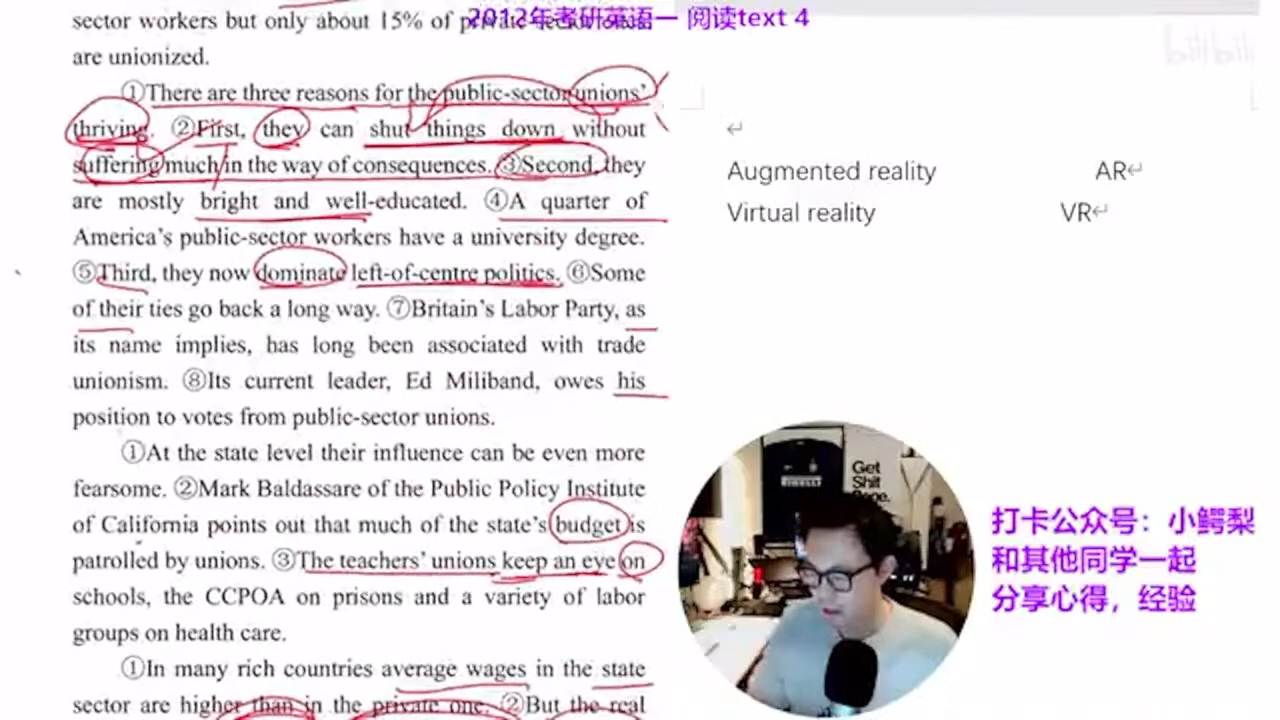 2012年考研英语一 阅读text 4
sector workers but only about 15% of private
are unionized.
①There are three reasons for the public-sector unions'
thriving. ②First, they can shut things down without
suffering much in the way of consequences. ③Second, they
are mostly bright and well-educated. ④A quarter of
America's public-sector workers have a university degree.
⑤Third, they now dominate left-of-centre politics. ⑥Some
of their ties go back a long way. ⑦Britain's Labor Party, as
its name implies, has long been associated with trade
unionism. ⑧Its current leader, Ed Miliband, owes his
position to votes from public-sector unions.
①At the state level their influence can be even more
fearsome. ②Mark Baldassare of the Public Policy Institute
of California points out that much of the state's budget is
patrolled by unions. ③The teachers' unions keep an eye on
schools, the CCPOA on prisons and a variety of labor
groups on health care.
①In many rich countries average wages in the state
sector are higher than in the private one. ②But the real
bilibili
Augmented reality AR↵
Virtual reality VR↵
PIRELLI
Get
Shit
Done.
打卡公众号：小鳄梨
和其他同学一起
分享心得，经验